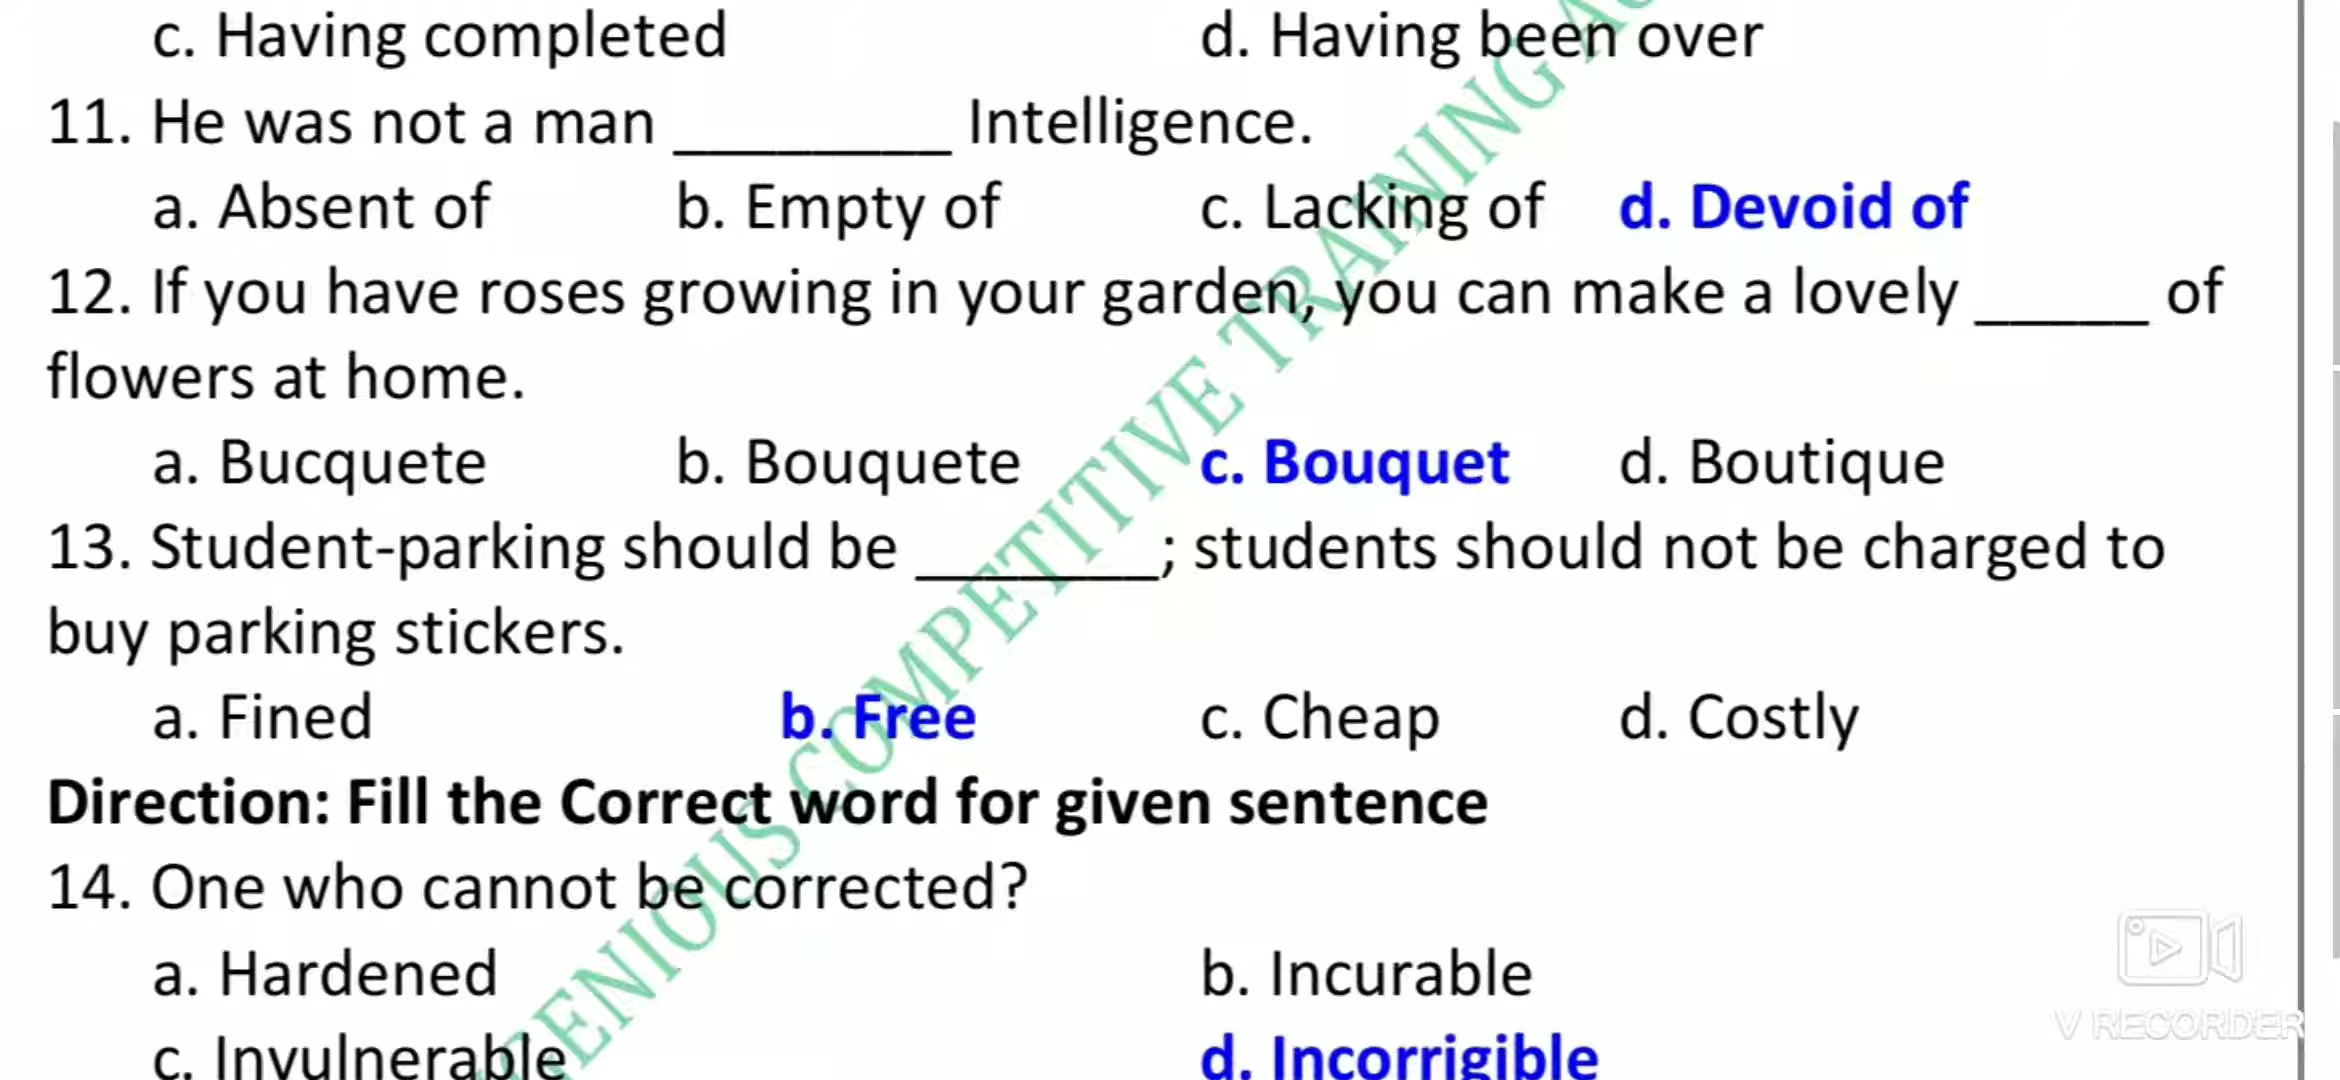 c. Having completed d. Having been over
11. He was not a man ________ Intelligence.
a. Absent of b. Empty of c. Lacking of d. Devoid of
12. If you have roses growing in your garden, you can make a lovely _____ of
flowers at home.
a. Bucquete b. Bouquete c. Bouquet d. Boutique
13. Student-parking should be _______; students should not be charged to
buy parking stickers.
a. Fined b. Free c. Cheap d. Costly
Direction: Fill the Correct word for given sentence
14. One who cannot be corrected?
a. Hardened b. Incurable
c. Invulnerable d. Incorrigible
COMPETITIVE TRAINING
V RECORDER